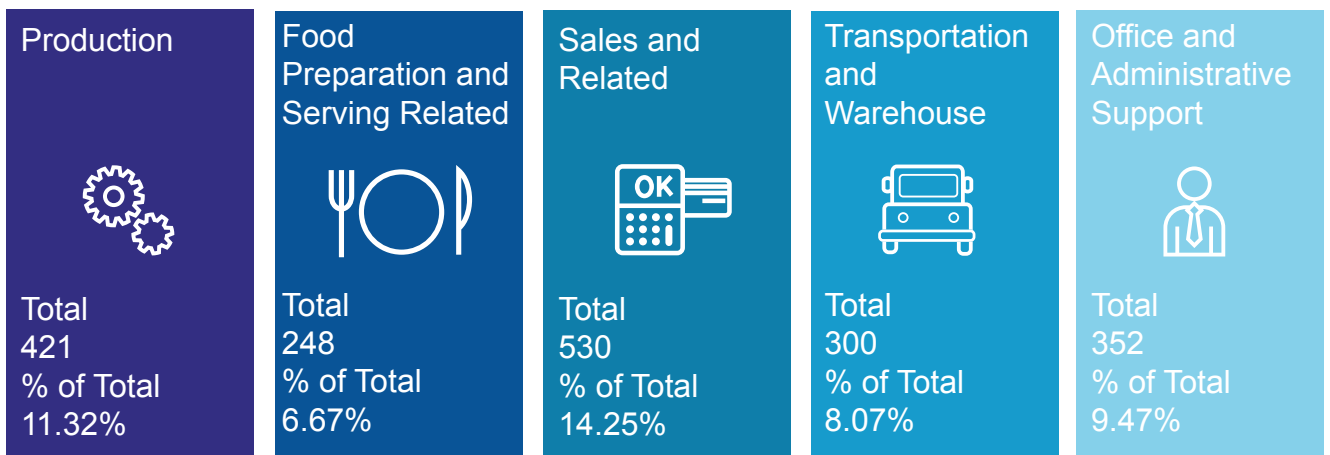 Production
Total
421
% of Total
11.32%
Food
Preparation and
Serving Related
Total
248
% of Total
6.67%
Sales and
Related
OK
Total
530
% of Total
14.25%
Transportation
and
Warehouse
Total
300
% of Total
8.07%
Office and
Administrative
Support
Total
352
% of Total
9.47%